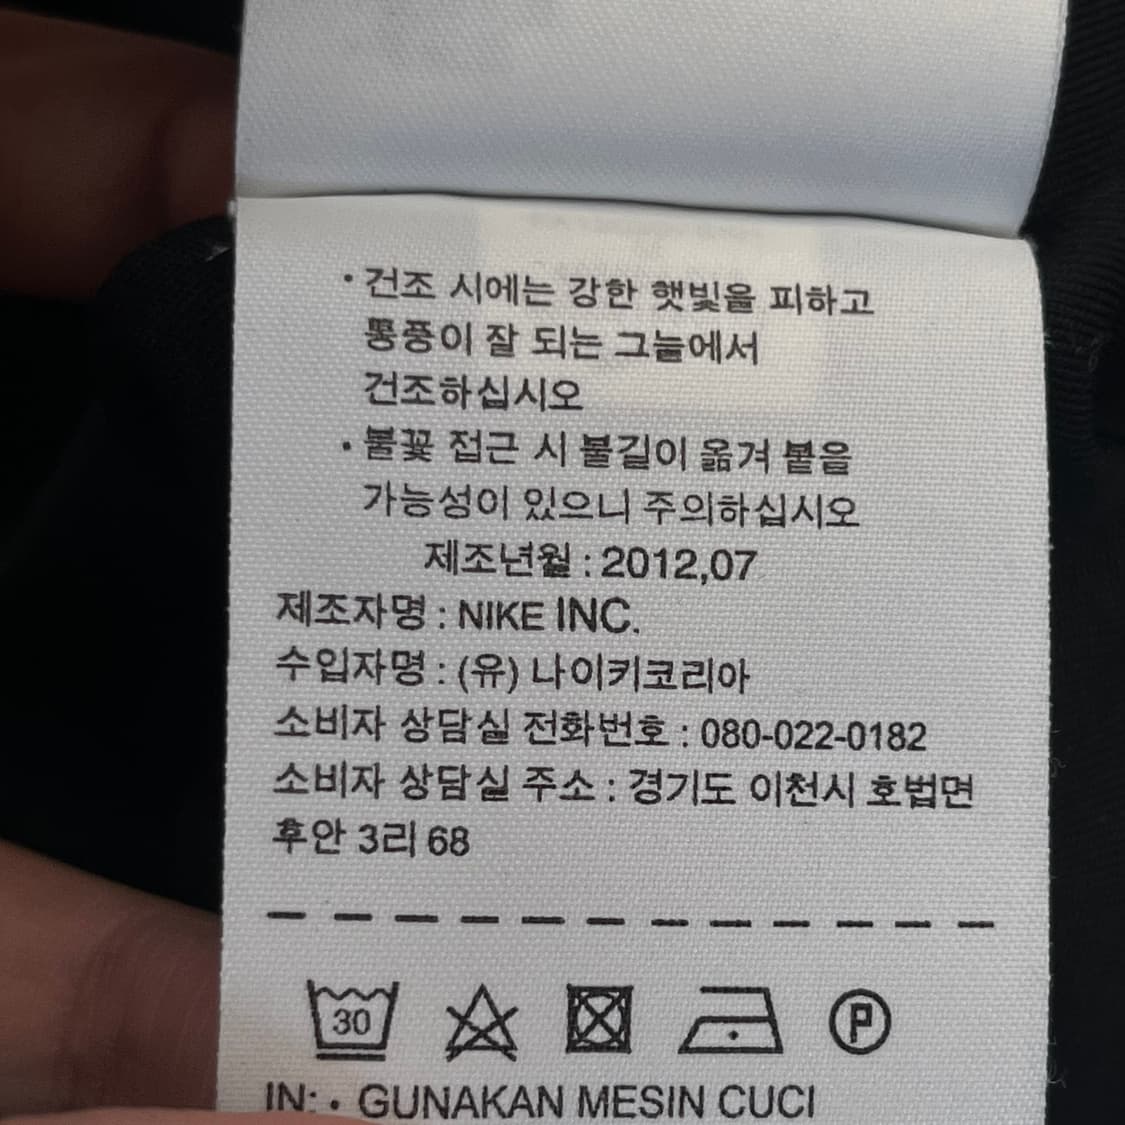 · 건조 시에는 강한 햇빛을 피하고
통풍이 잘 되는 그늘에서
건조하십시오
· 불꽃 접근 시 불길이 옮겨 붙을
가능성이 있으니 주의하십시오
제조년월 : 2012,07
제조자명 : NIKE INC.
수입자명 : (유) 나이키코리아
소비자 상담실 전화번호 : 080-022-0182
소비자 상담실 주소 : 경기도 이천시 호법면
후안 3리 68
30 P
IN: · GUNAKAN MESIN CUCI